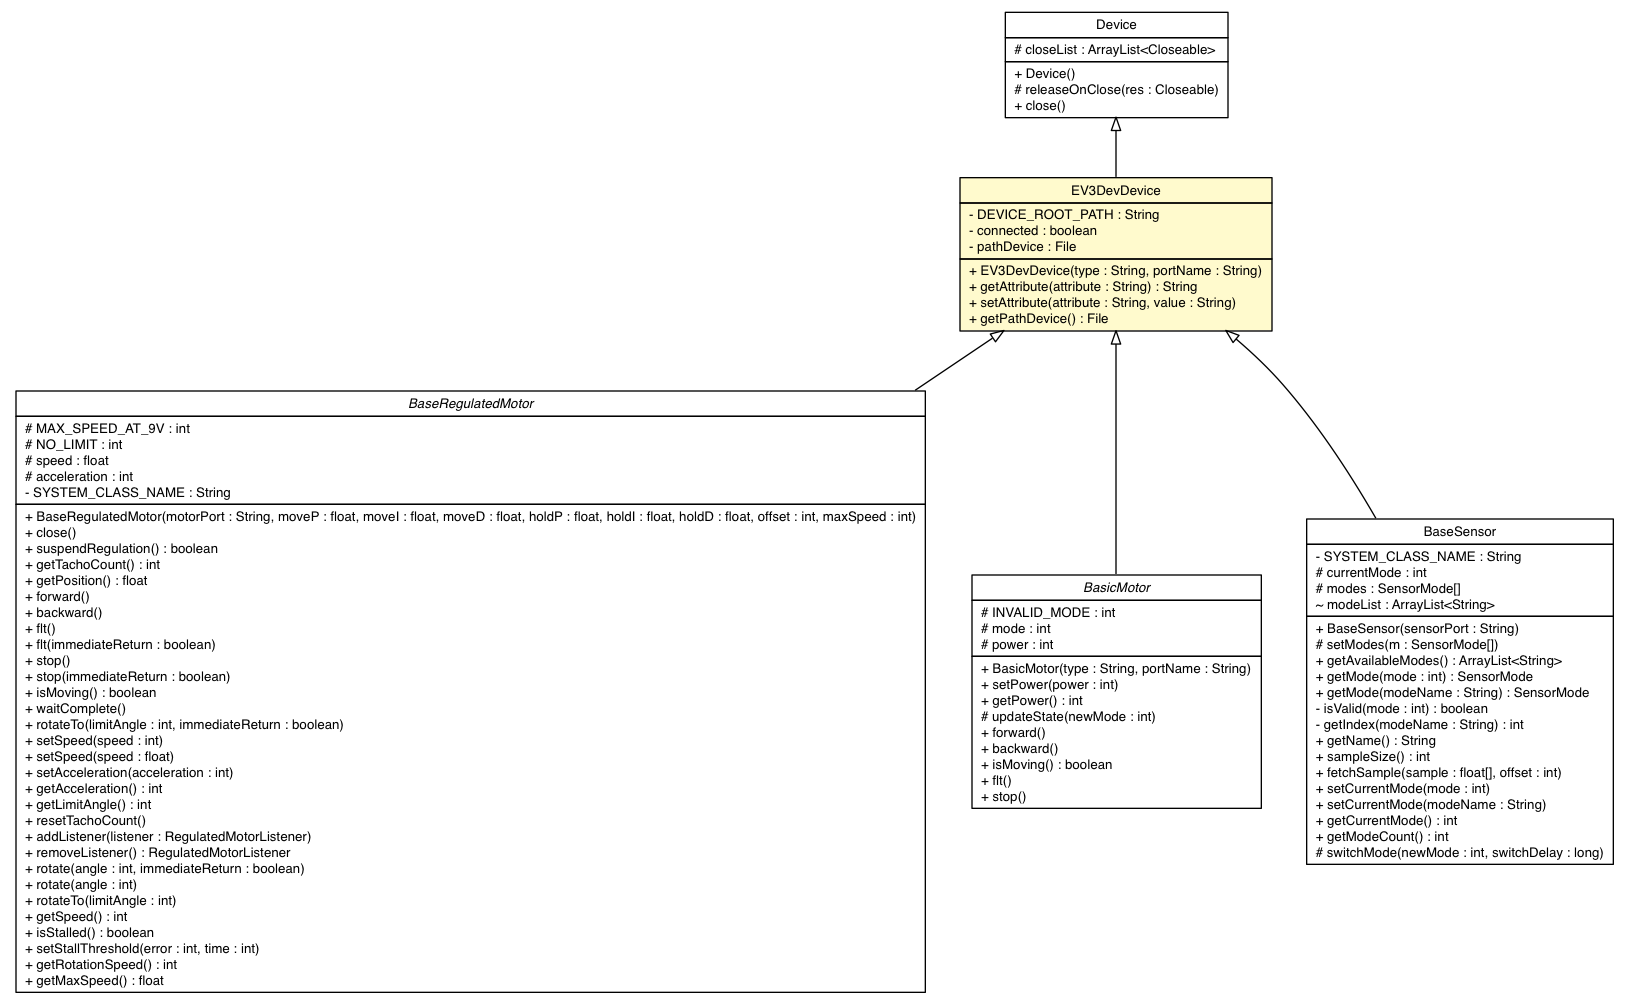 Device
# closeList : ArrayList<Closeable>
+ Device()
# releaseOnClose(res : Closeable)
+ close()
EV3DevDevice
- DEVICE_ROOT_PATH : String
- connected : boolean
- pathDevice : File
+ EV3DevDevice(type : String, portName : String)
+ getAttribute(attribute : String) : String
+ setAttribute(attribute : String, value : String)
+ getPathDevice() : File
BaseRegulatedMotor
# MAX_SPEED_AT_9V : int
# NO_LIMIT : int
# speed : float
# acceleration : int
- SYSTEM_CLASS_NAME : String
+ BaseRegulatedMotor(motorPort : String, moveP : float, moveI : float, moveD : float, holdP : float, holdI : float, holdD : float, offset : int, maxSpeed : int)
+ close()
+ suspendRegulation() : boolean
+ getTachoCount() : int
+ getPosition() : float
+ forward()
+ backward()
+ flt()
+ flt(immediateReturn : boolean)
+ stop()
+ stop(immediateReturn : boolean)
+ isMoving() : boolean
+ waitComplete()
+ rotateTo(limitAngle : int, immediateReturn : boolean)
+ setSpeed(speed : int)
+ setSpeed(speed : float)
+ setAcceleration(acceleration : int)
+ getAcceleration() : int
+ getLimitAngle() : int
+ resetTachoCount()
+ addListener(listener : RegulatedMotorListener)
+ removeListener() : RegulatedMotorListener
+ rotate(angle : int, immediateReturn : boolean)
+ rotate(angle : int)
+ rotateTo(limitAngle : int)
+ getSpeed() : int
+ isStalled() : boolean
+ setStallThreshold(error : int, time : int)
+ getRotationSpeed() : int
+ getMaxSpeed() : float
BasicMotor
# INVALID_MODE : int
# mode : int
# power : int
+ BasicMotor(type : String, portName : String)
+ setPower(power : int)
+ getPower() : int
# updateState(newMode : int)
+ forward()
+ backward()
+ isMoving() : boolean
+ flt()
+ stop()
BaseSensor
- SYSTEM_CLASS_NAME : String
# currentMode : int
# modes : SensorMode[]
~ modeList : ArrayList<String>
+ BaseSensor(sensorPort : String)
# setModes(m : SensorMode[])
+ getAvailableModes() : ArrayList<String>
+ getMode(mode : int) : SensorMode
+ getMode(modeName : String) : SensorMode
- isValid(mode : int) : boolean
- getIndex(modeName : String) : int
+ getName() : String
+ sampleSize() : int
+ fetchSample(sample : float[], offset : int)
+ setCurrentMode(mode : int)
+ setCurrentMode(modeName : String)
+ getCurrentMode() : int
+ getModeCount() : int
# switchMode(newMode : int, switchDelay : long)